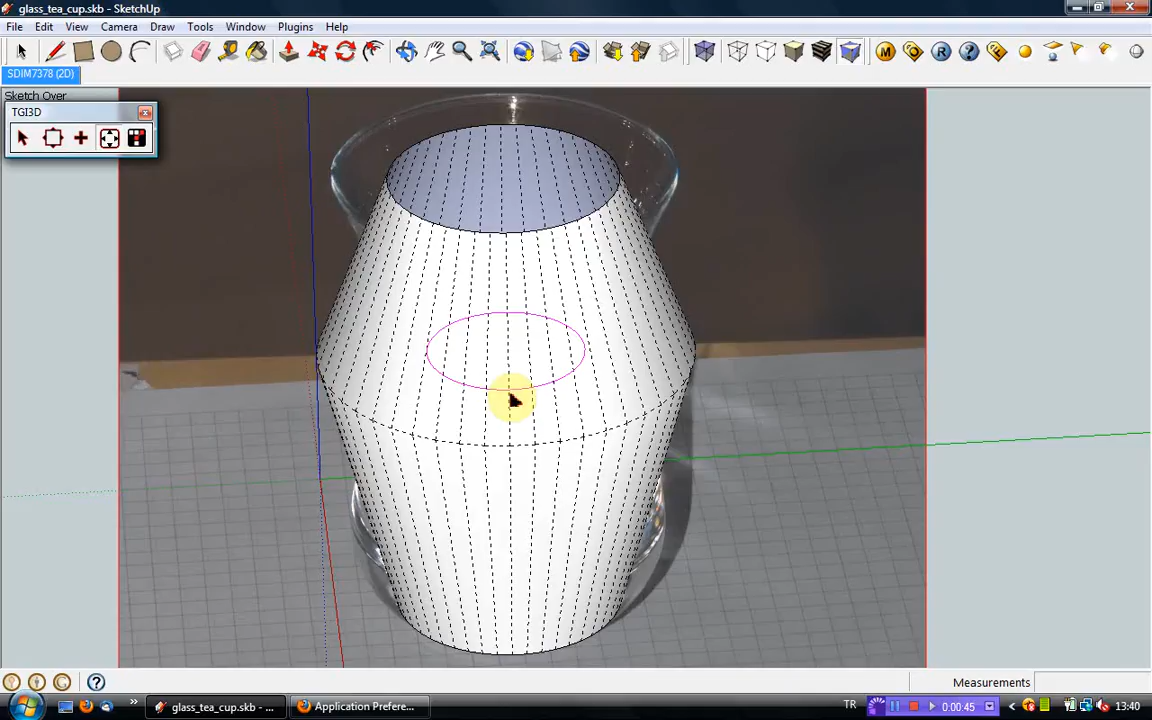 glass_tea_cup.skb - SketchUp
File Edit View Camera Draw Tools Window Plugins Help
SDIM7378 (2D)
Sketch Over
TGI3D
Measurements
glass_tea_cup.skb - ...
Application Prefere...
TR
0:00:45
13:40